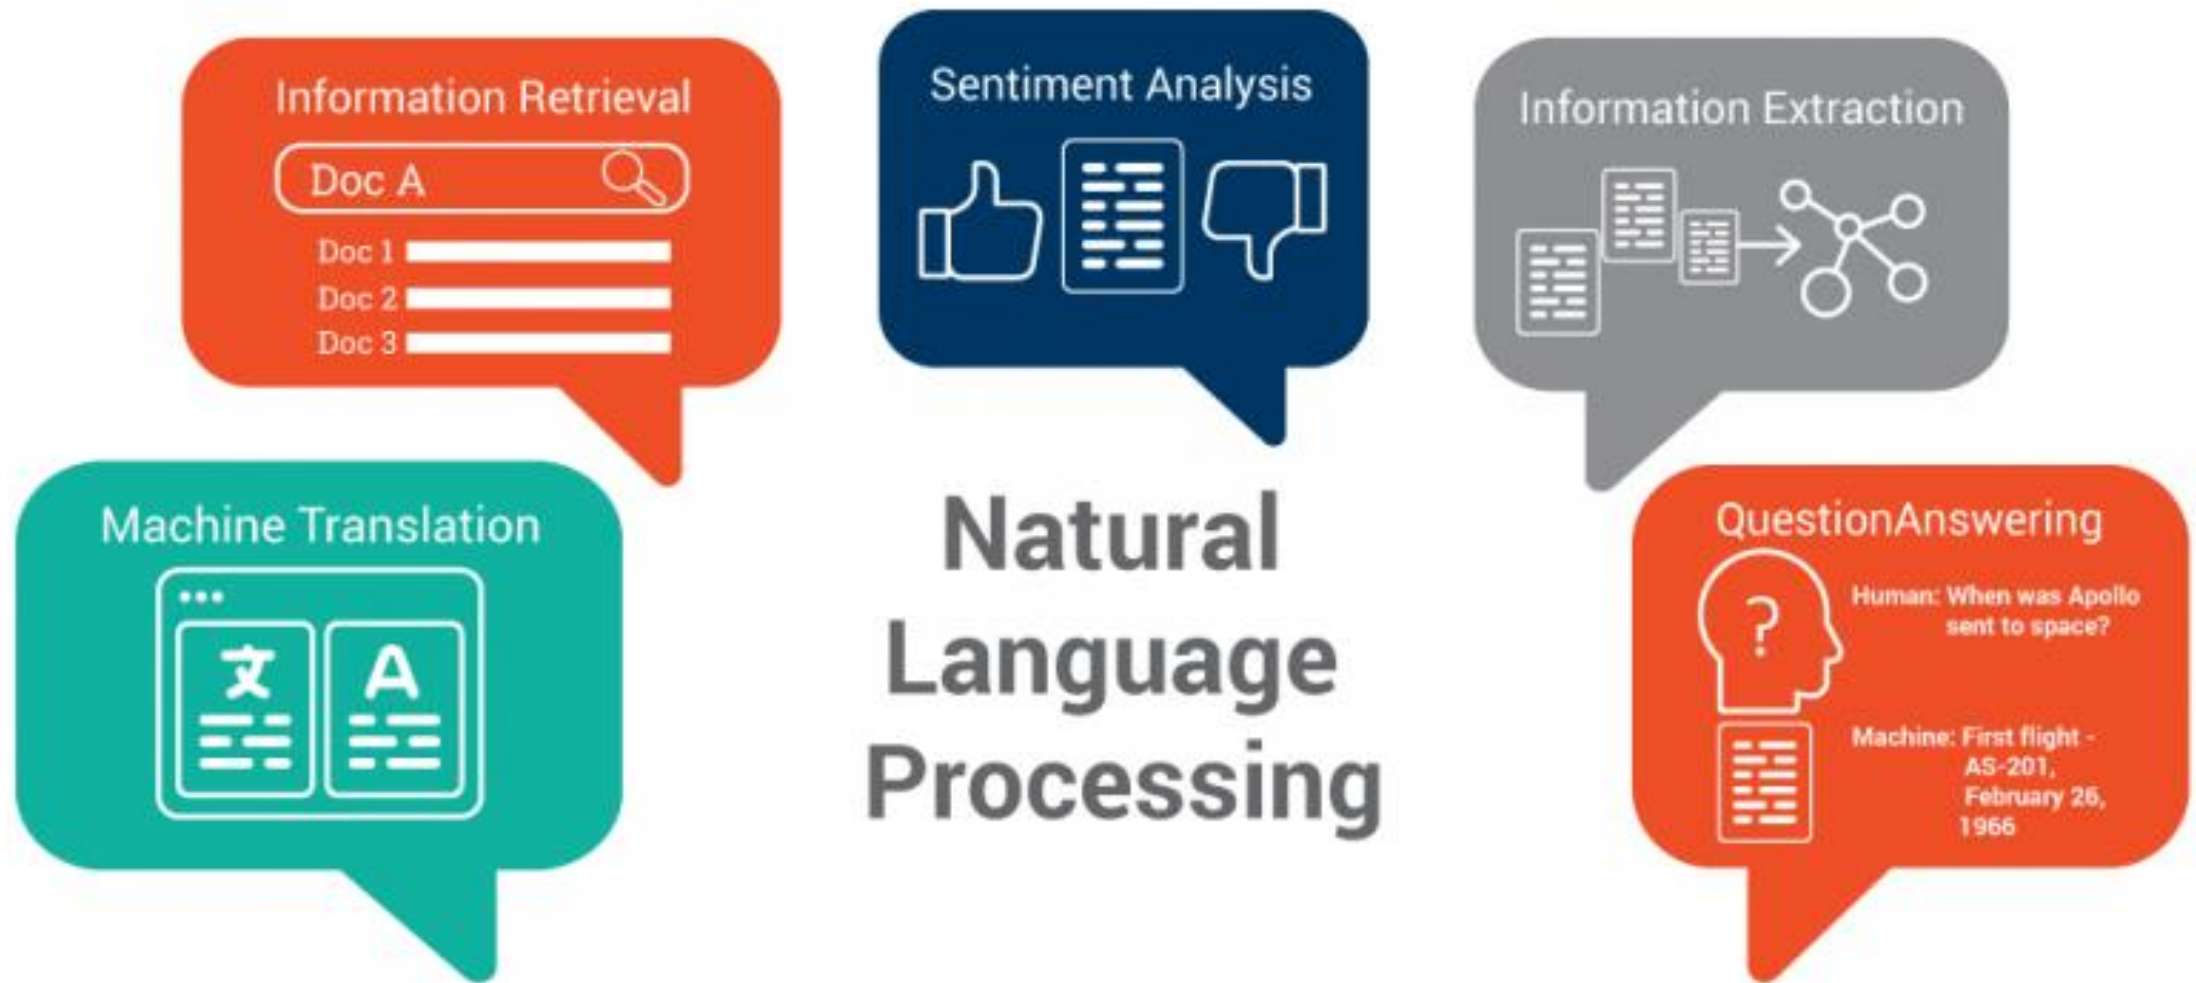 Information Retrieval
Doc A
Doc 1
Doc 2
Doc 3
Sentiment Analysis
Information Extraction
Machine Translation
文
A
Natural
Language
Processing
QuestionAnswering
?
Human: When was Apollo
sent to space?
Machine: First flight -
AS-201,
February 26,
1966